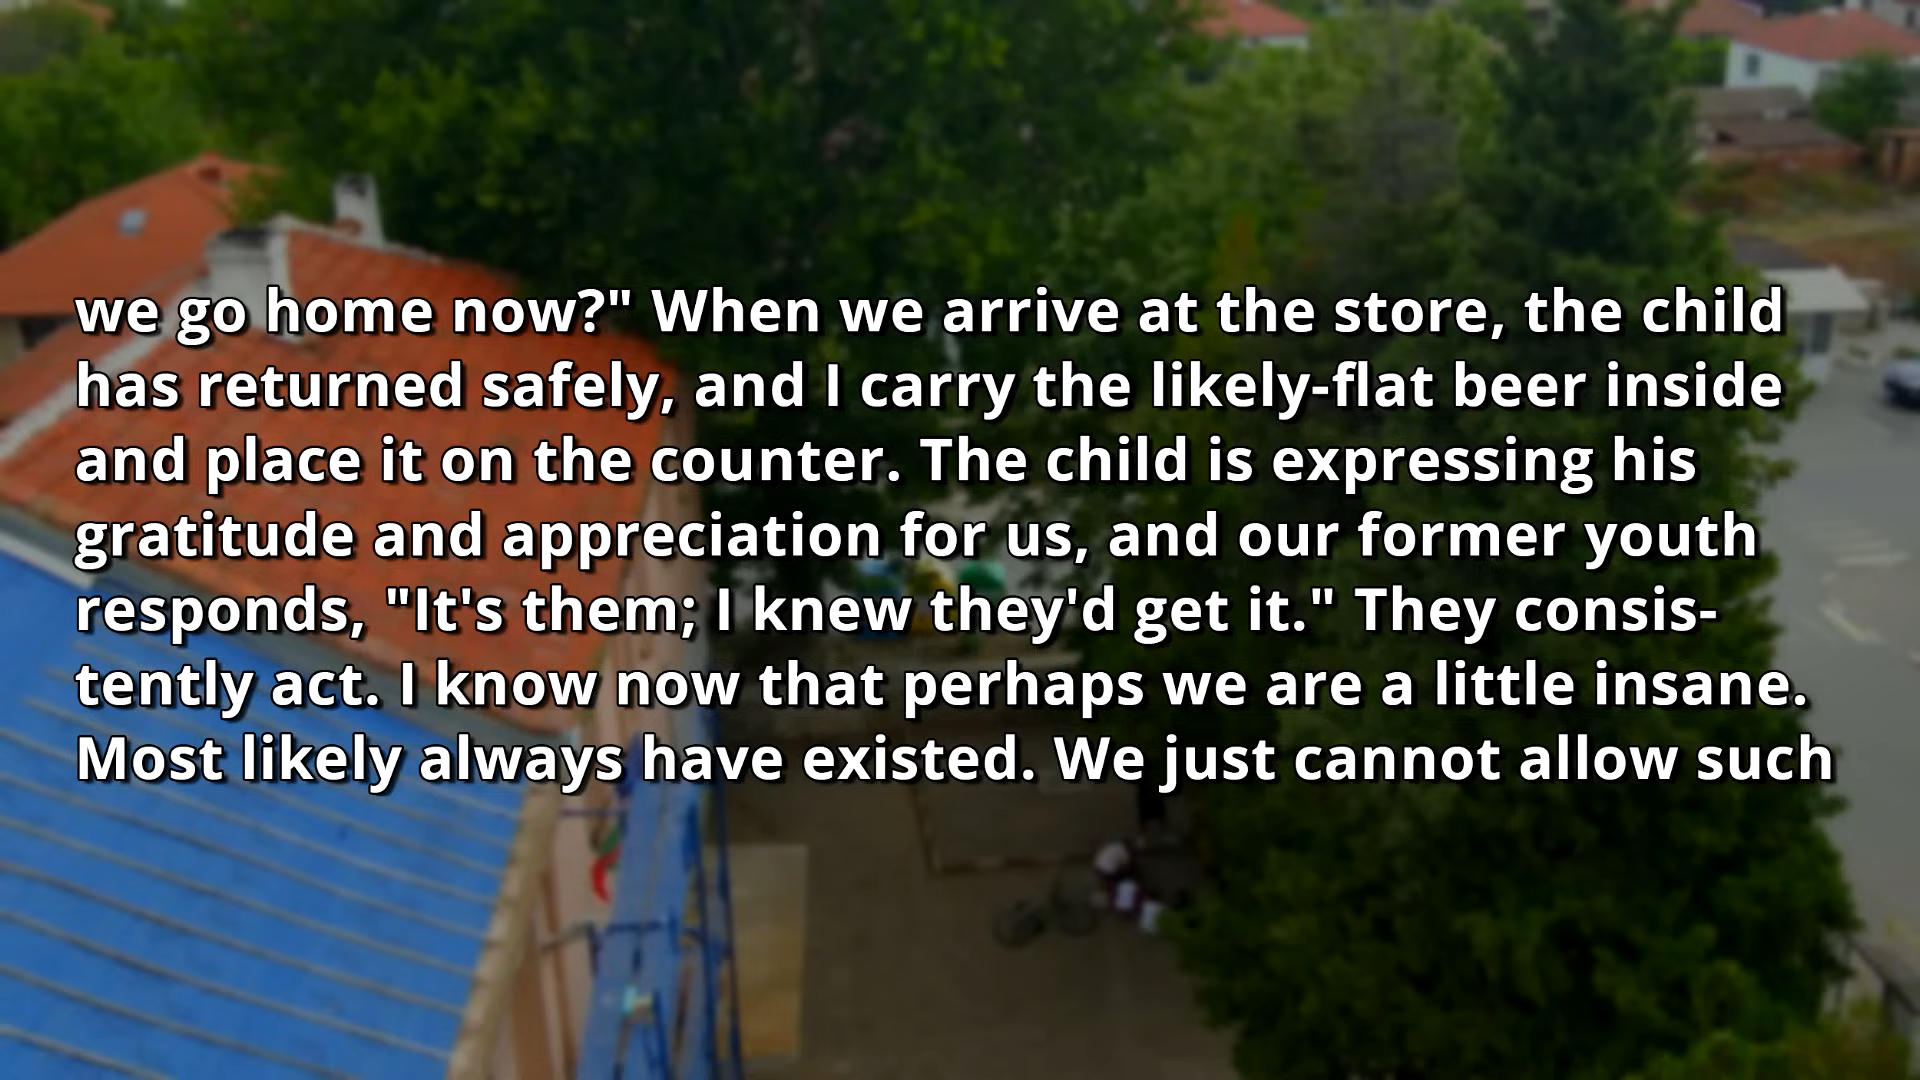 we go home now?" When we arrive at the store, the child
has returned safely, and I carry the likely-flat beer inside
and place it on the counter. The child is expressing his
gratitude and appreciation for us, and our former youth
responds, "It's them; I knew they'd get it." They consis-
tently act. I know now that perhaps we are a little insane.
Most likely always have existed. We just cannot allow such